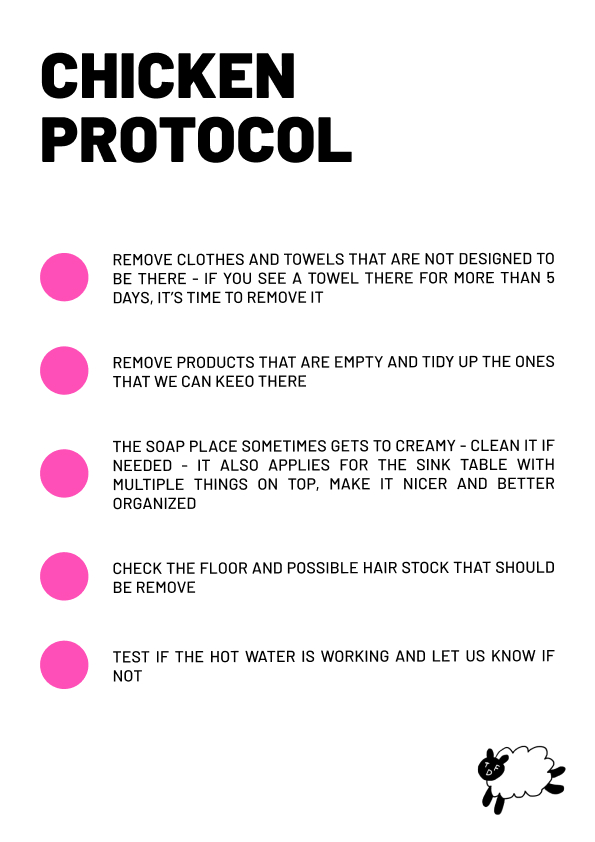 CHICKEN
PROTOCOL
REMOVE CLOTHES AND TOWELS THAT ARE NOT DESIGNED TO
BE THERE - IF YOU SEE A TOWEL THERE FOR MORE THAN 5
DAYS, IT'S TIME TO REMOVE IT
REMOVE PRODUCTS THAT ARE EMPTY AND TIDY UP THE ONES
THAT WE CAN KEEO THERE
THE SOAP PLACE SOMETIMES GETS TO CREAMY - CLEAN IT IF
NEEDED - IT ALSO APPLIES FOR THE SINK TABLE WITH
MULTIPLE THINGS ON TOP, MAKE IT NICER AND BETTER
ORGANIZED
CHECK THE FLOOR AND POSSIBLE HAIR STOCK THAT SHOULD
BE REMOVE
TEST IF THE HOT WATER IS WORKING AND LET US KNOW IF
NOT
TDF